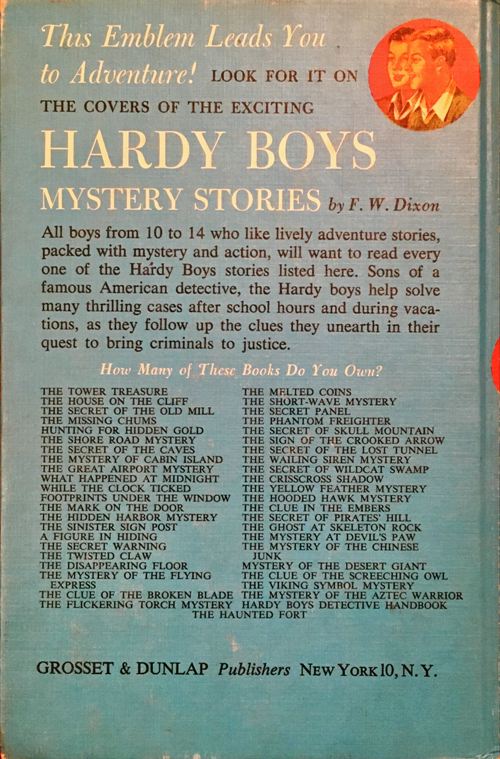 This Emblem Leads You
to Adventure! LOOK FOR IT ON
THE COVERS OF THE EXCITING
HARDY BOYS
MYSTERY STORIES by F. W. Dixon
All boys from 10 to 14 who like lively adventure stories,
packed with mystery and action, will want to read every
one of the Hardy Boys stories listed here. Sons of a
famous American detective, the Hardy boys help solve
many thrilling cases after school hours and during vaca-
tions, as they follow up the clues they unearth in their
quest to bring criminals to justice.
How Many of These Books Do You Own?
THE TOWER TREASURE
THE HOUSE ON THE CLIFF
THE SECRET OF THE OLD MILL
THE MISSING CHUMS
HUNTING FOR HIDDEN GOLD
THE SHORE ROAD MYSTERY
THE SECRET OF THE CAVES
THE MYSTERY OF CABIN ISLAND
THE GREAT AIRPORT MYSTERY
WHAT HAPPENED AT MIDNIGHT
WHILE THE CLOCK TICKED
FOOTPRINTS UNDER THE WINDOW
THE MARK ON THE DOOR
THE HIDDEN HARBOR MYSTERY
THE SINISTER SIGN POST
A FIGURE IN HIDING
THE SECRET WARNING
THE TWISTED CLAW
THE DISAPPEARING FLOOR
THE MYSTERY OF THE FLYING
EXPRESS
THE CLUE OF THE BROKEN BLADE
THE FLICKERING TORCH MYSTERY
THE MELTED COINS
THE SHORT-WAVE MYSTERY
THE SECRET PANEL
THE PHANTOM FREIGHTER
THE SECRET OF SKULL MOUNTAIN
THE SIGN OF THE CROOKED ARROW
THE SECRET OF THE LOST TUNNEL
THE WAILING SIREN MYSTERY
THE SECRET OF WILDCAT SWAMP
THE CRISSCROSS SHADOW
THE YELLOW FEATHER MYSTERY
THE HOODED HAWK MYSTERY
THE CLUE IN THE EMBERS
THE SECRET OF PIRATES' HILL
THE GHOST AT SKELETON ROCK
THE MYSTERY AT DEVIL'S PAW
THE MYSTERY OF THE CHINESE
JUNK
MYSTERY OF THE DESERT GIANT
THE CLUE OF THE SCREECHING OWL
THE VIKING SYMBOL MYSTERY
THE MYSTERY OF THE AZTEC WARRIOR
HARDY BOYS DETECTIVE HANDBOOK
THE HAUNTED FORT
GROSSET & DUNLAP Publishers NEW YORK 10, N. Y.